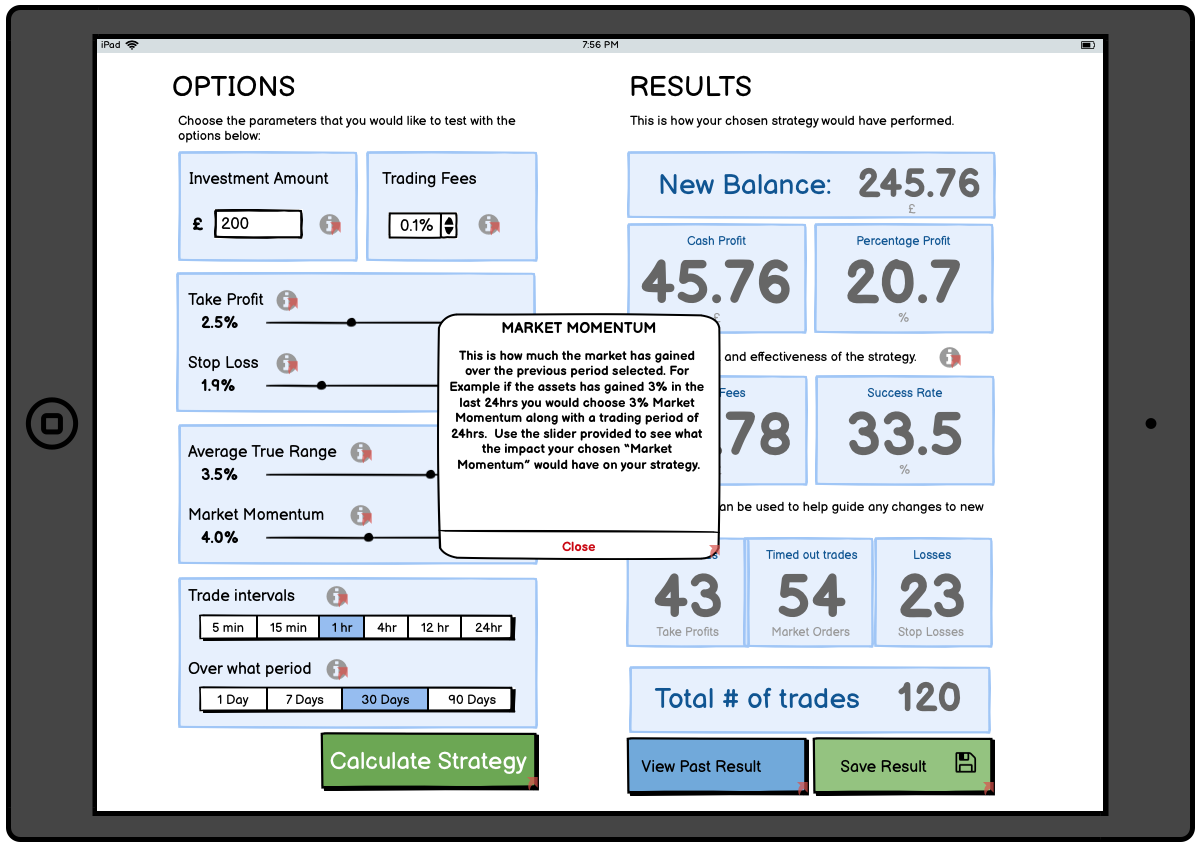 iPad
7:56 PM
OPTIONS
Choose the parameters that you would like to test with the
options below:
Investment Amount
£ 200
Trading Fees
0.1%
Take Profit
2.5%
Stop Loss
1.9%
Average True Range
3.5%
Market Momentum
4.0%
Trade intervals
5 min 15 min 1 hr 4hr 12 hr 24hr
Over what period
1 Day 7 Days 30 Days 90 Days
Calculate Strategy
MARKET MOMENTUM
This is how much the market has gained
over the previous period selected. For
Example if the assets has gained 3% in the
last 24hrs you would choose 3% Market
Momentum along with a trading period of
24hrs. Use the slider provided to see what
the impact your chosen “Market
Momentum” would have on your strategy.
Close
RESULTS
This is how your chosen strategy would have performed.
New Balance: 245.76
£
Cash Profit
45.76
£
Percentage Profit
20.7
%
and effectiveness of the strategy.
Fees
.78
Success Rate
33.5
%
an be used to help guide any changes to new
43
Take Profits
Timed out trades
54
Market Orders
Losses
23
Stop Losses
Total # of trades 120
View Past Result
Save Result